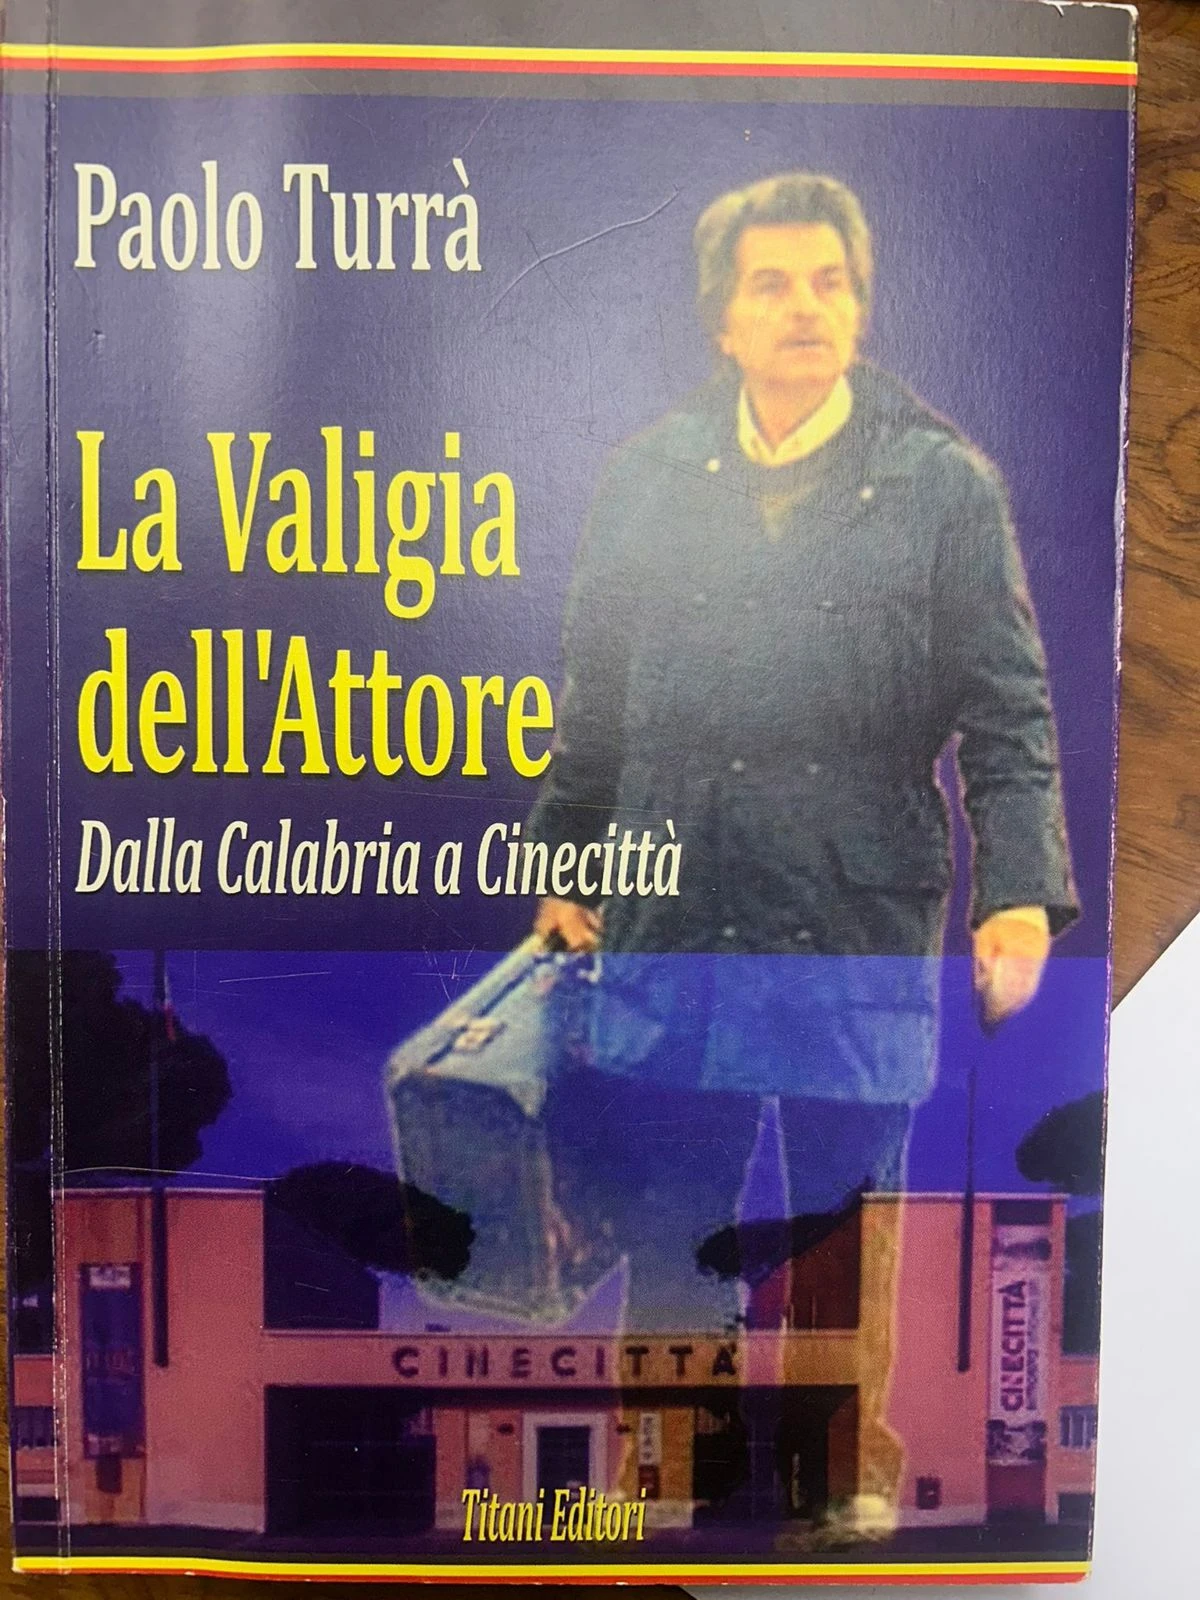 Paolo Turrà
La Valigia
dell'Attore
Dalla Calabria a Cinecittà
CINECITTÀ
CINECITTÀ
Titani Editori